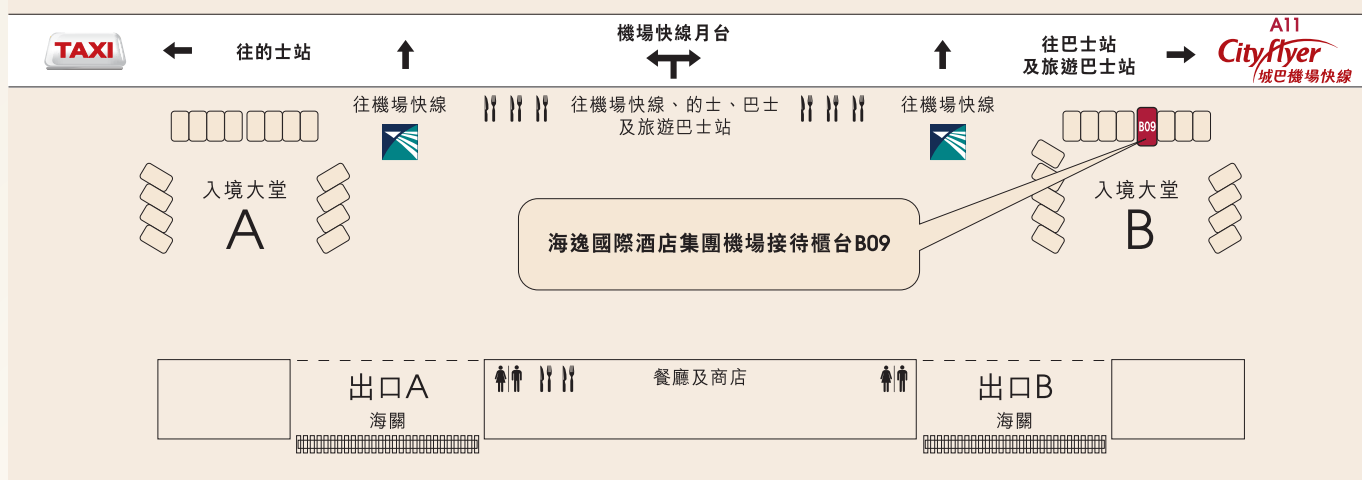 TAXI
往的士站
機場快線月台
往巴士站
及旅遊巴士站
A11
Cityflyer
城巴機場快線
往機場快線
往機場快線、的士、巴士
及旅遊巴士站
往機場快線
B09
入境大堂
A
入境大堂
B
海逸國際酒店集團機場接待櫃台B09
出口A
海關
餐廳及商店
出口B
海關